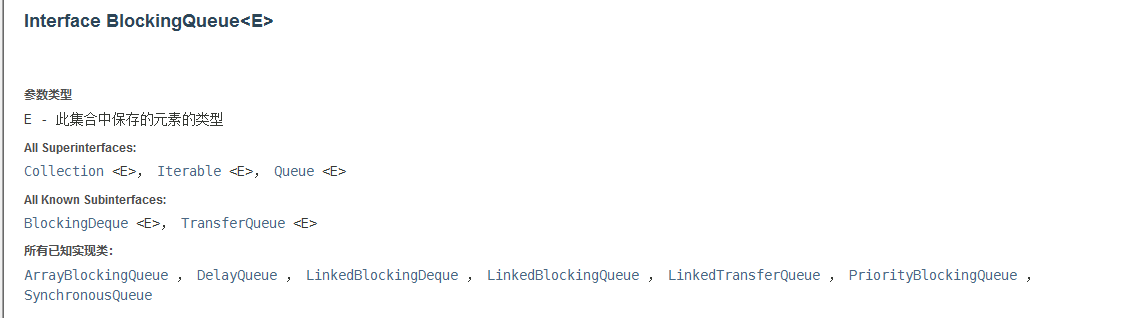 Interface BlockingQueue<E>
参数类型
E - 此集合中保存的元素的类型
All Superinterfaces:
Collection <E>， Iterable <E>， Queue <E>
All Known Subinterfaces:
BlockingDeque <E>， TransferQueue <E>
所有已知实现类：
ArrayBlockingQueue ， DelayQueue ， LinkedBlockingDeque ， LinkedBlockingQueue ， LinkedTransferQueue ， PriorityBlockingQueue ，
SynchronousQueue